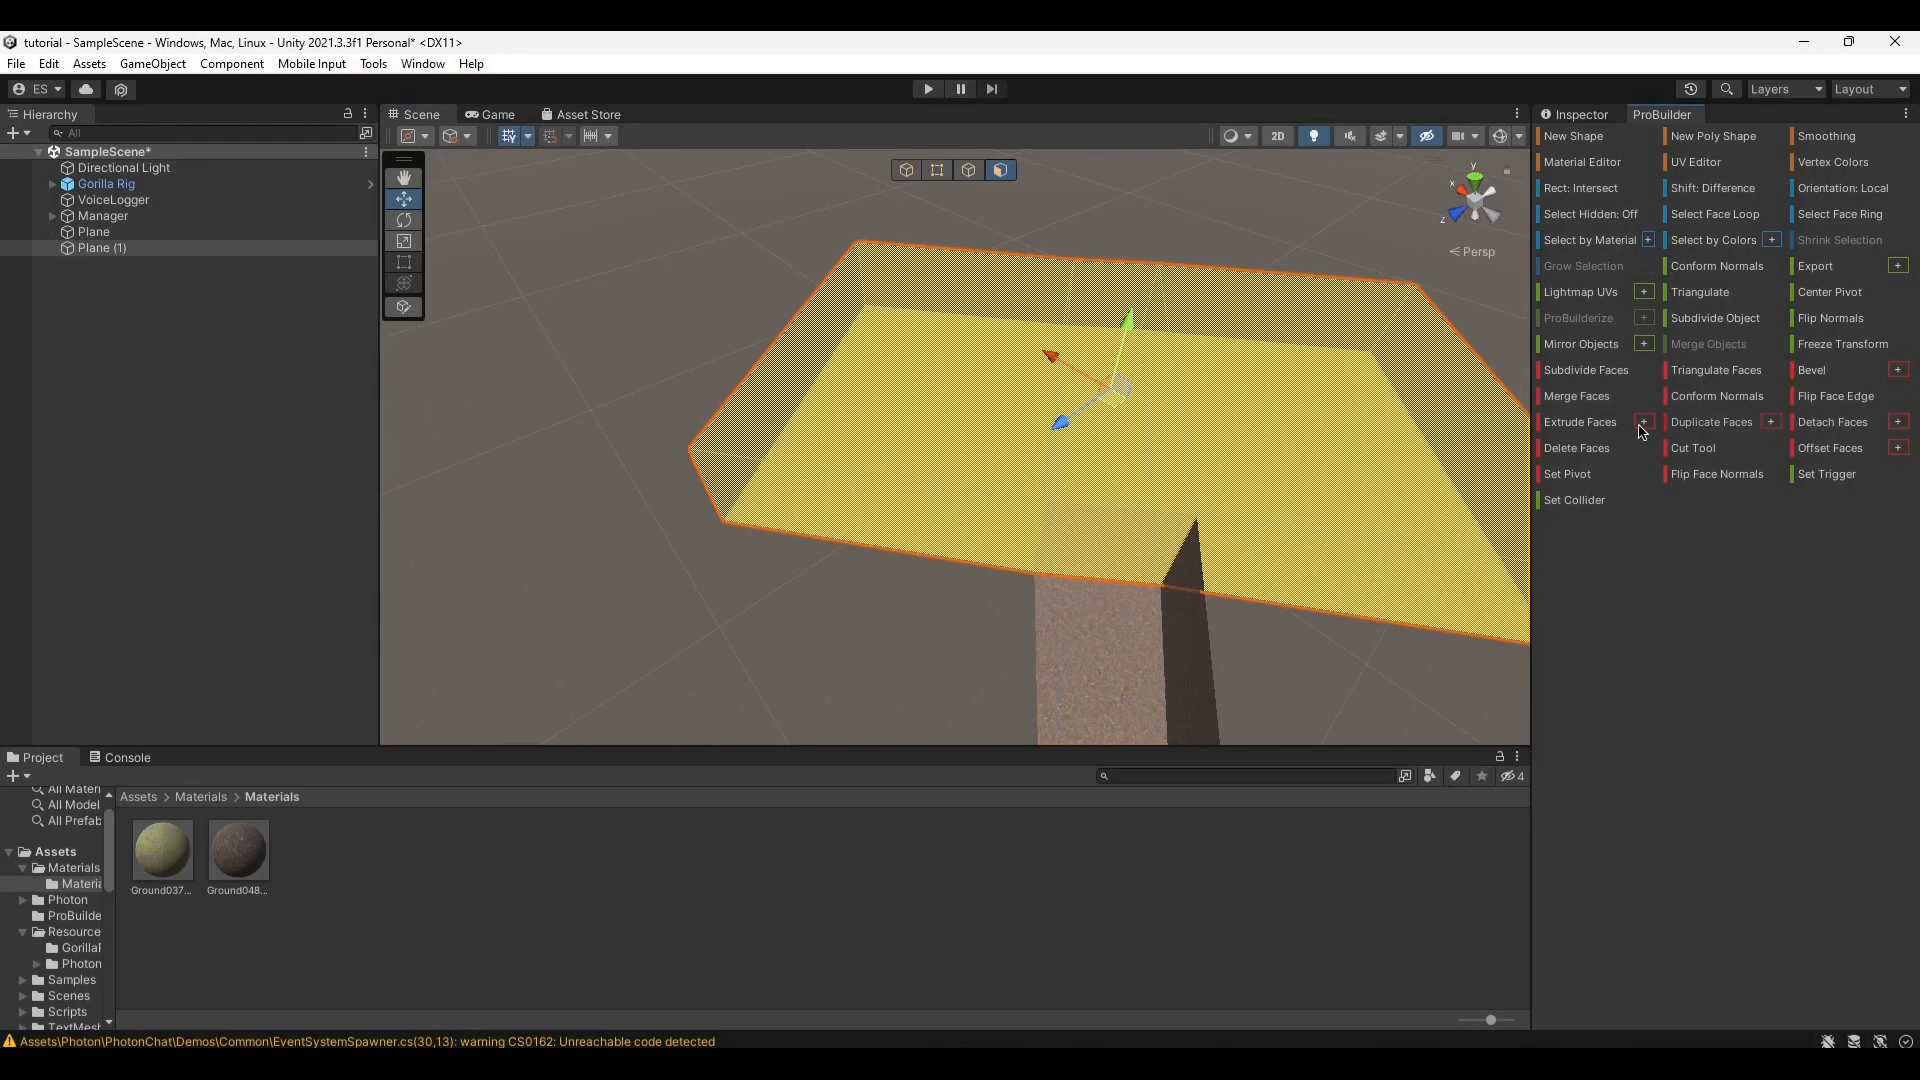 tutorial - SampleScene - Windows, Mac, Linux - Unity 2021.3.3f1 Personal* <DX11>
File Edit Assets GameObject Component Mobile Input Tools Window Help
ES Layers Layout
Hierarchy Scene Game Asset Store Inspector ProBuilder
All 2D
SampleScene*
Directional Light
Gorilla Rig
VoiceLogger
Manager
Plane
Plane (1)
y
x
z
Persp
New Shape New Poly Shape Smoothing
Material Editor UV Editor Vertex Colors
Rect: Intersect Shift: Difference Orientation: Local
Select Hidden: Off Select Face Loop Select Face Ring
Select by Material + Select by Colors + Shrink Selection
Grow Selection Conform Normals Export +
Lightmap UVs + Triangulate Center Pivot
ProBuilderize + Subdivide Object Flip Normals
Mirror Objects + Merge Objects Freeze Transform
Subdivide Faces Triangulate Faces Bevel +
Merge Faces Conform Normals Flip Face Edge
Extrude Faces + Duplicate Faces + Detach Faces +
Delete Faces Cut Tool Offset Faces +
Set Pivot Flip Face Normals Set Trigger
Set Collider
Project Console
4
All Mater
All Model
All Prefab
Assets
Materials
Materia
Photon
ProBuilde
Resource
Gorilla
Photon
Samples
Scenes
Scripts
TextMesh
Assets > Materials > Materials
Ground037... Ground048...
Assets\Photon\PhotonChat\Demos\Common\EventSystemSpawner.cs(30,13): warning CS0162: Unreachable code detected